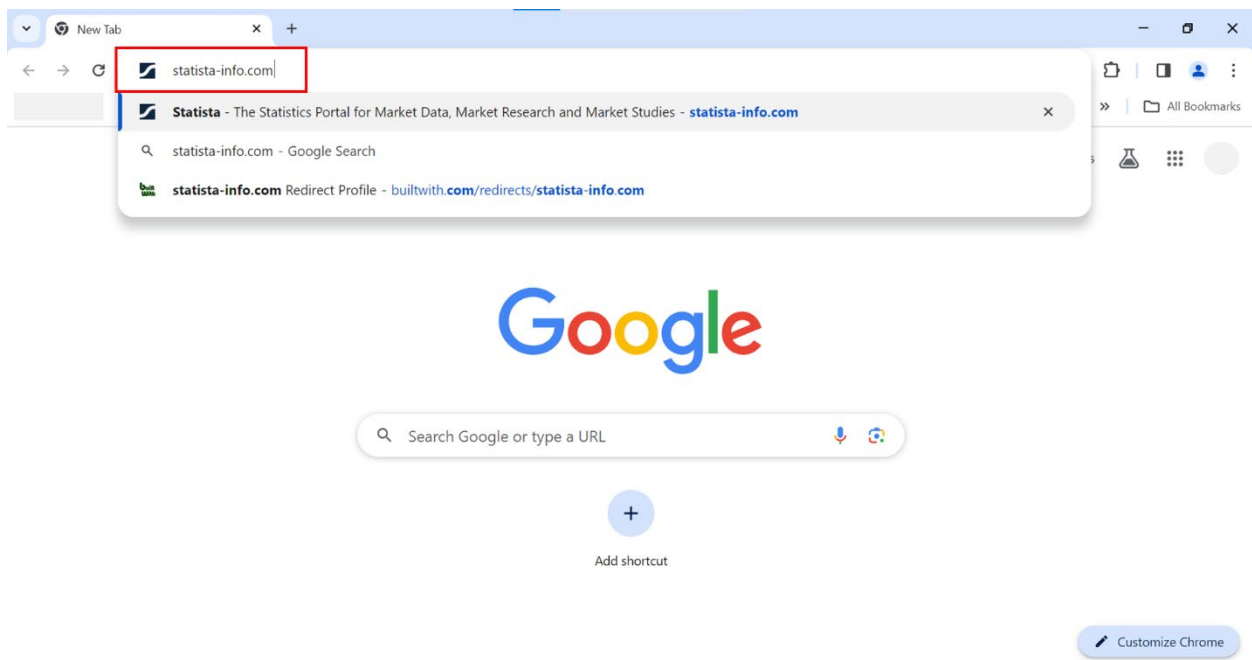 New Tab
statista-info.com
Statista - The Statistics Portal for Market Data, Market Research and Market Studies - statista-info.com
All Bookmarks
statista-info.com - Google Search
statista-info.com Redirect Profile - builtwith.com/redirects/statista-info.com
Google
Search Google or type a URL
Add shortcut
Customize Chrome